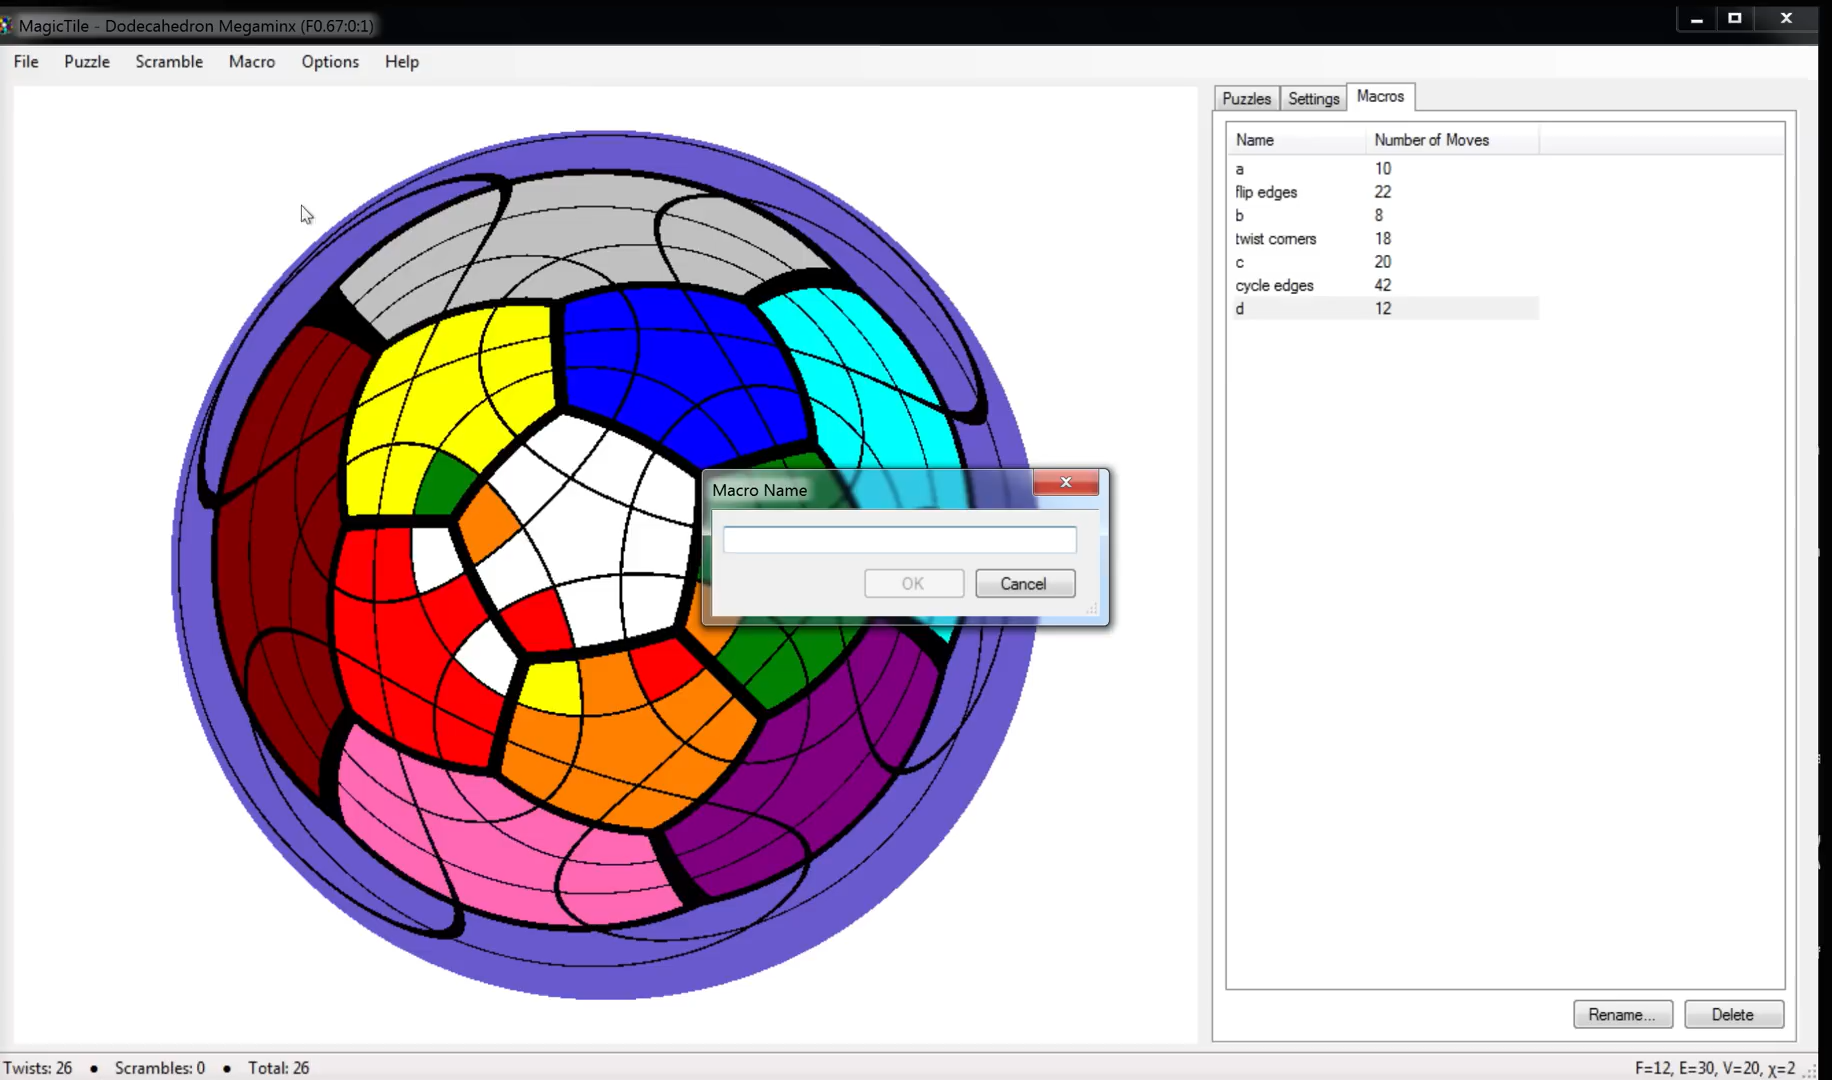 MagicTile - Dodecahedron Megaminx (F0.67:0:1)
File Puzzle Scramble Macro Options Help
Puzzles Settings Macros
Name Number of Moves
a 10
flip edges 22
b 8
twist corners 18
c 20
cycle edges 42
d 12
Macro Name
OK Cancel
Rename... Delete
Twists: 26 • Scrambles: 0 • Total: 26
F=12, E=30, V=20, χ=2